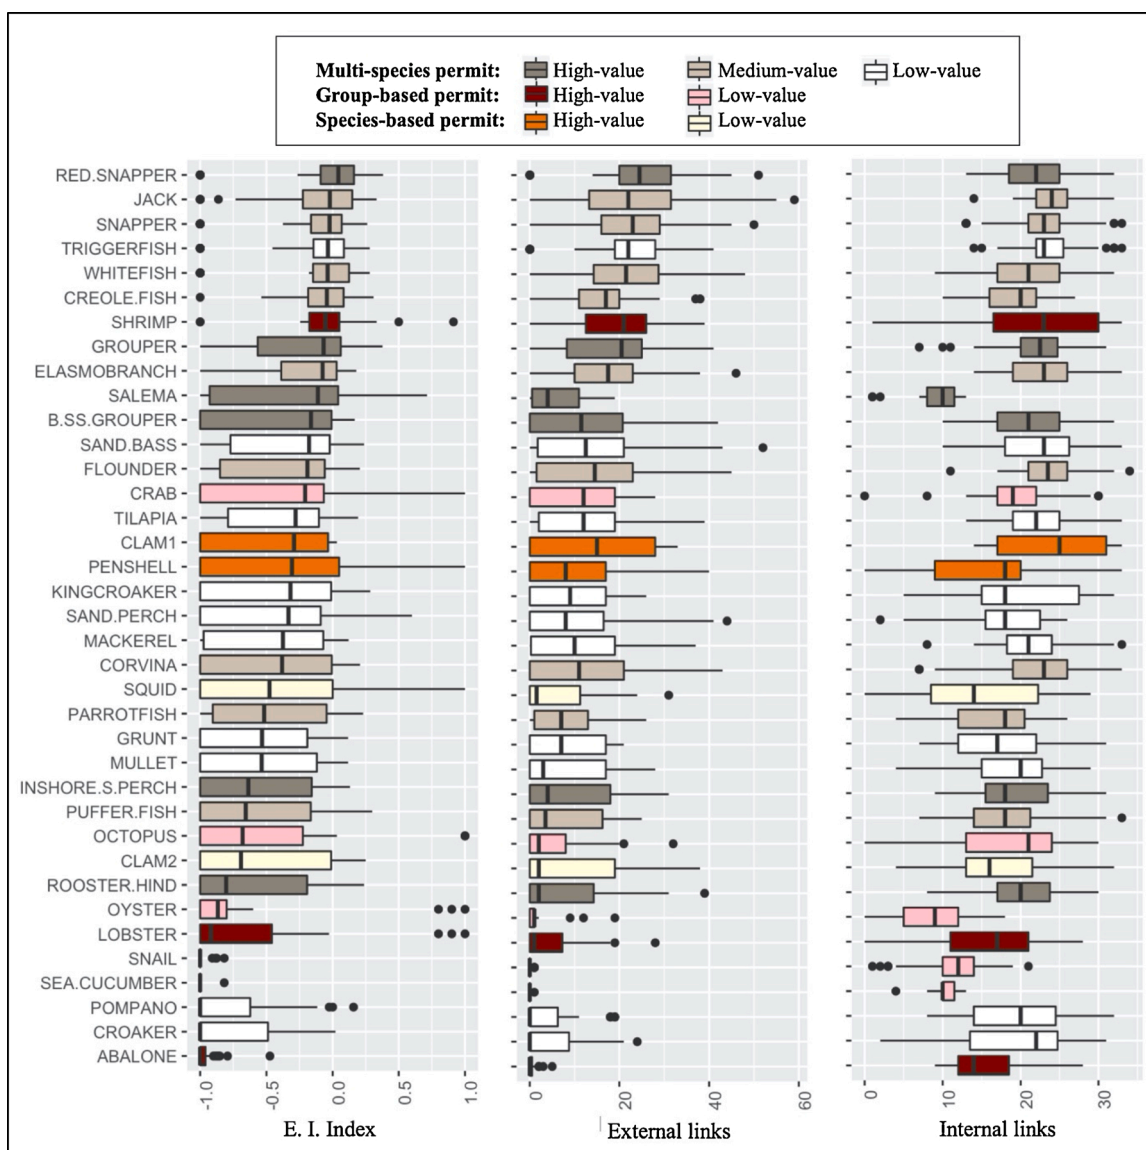 Multi-species permit: High-value Medium-value Low-value
Group-based permit: High-value Low-value
Species-based permit: High-value Low-value
RED.SNAPPER
JACK
SNAPPER
TRIGGERFISH
WHITEFISH
CREOLE.FISH
SHRIMP
GROUPER
ELASMOBRANCH
SALEMA
B.SS.GROUPER
SAND.BASS
FLOUNDER
CRAB
TILAPIA
CLAM1
PENSHELL
KINGCROAKER
SAND.PERCH
MACKEREL
CORVINA
SQUID
PARROTFISH
GRUNT
MULLET
INSHORE.S.PERCH
PUFFER.FISH
OCTOPUS
CLAM2
ROOSTER.HIND
OYSTER
LOBSTER
SNAIL
SEA.CUCUMBER
POMPANO
CROAKER
ABALONE
-1.0 -0.5 0.0 0.5 1.0 0 20 40 60 0 10 20 30
E. I. Index External links Internal links